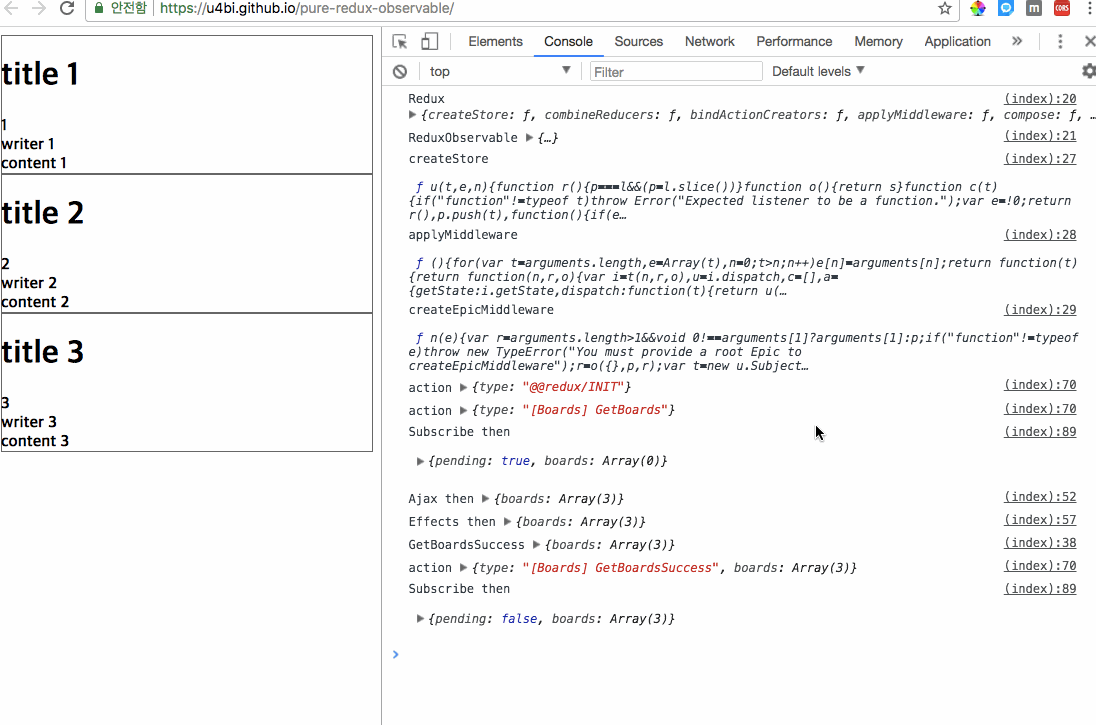 안전함 https://u4bi.github.io/pure-redux-observable/
m
CORS
title 1
1
writer 1
content 1
title 2
2
writer 2
content 2
title 3
3
writer 3
content 3
Elements Console Sources Network Performance Memory Application »
top Filter Default levels
Redux (index):20
{createStore: ƒ, combineReducers: ƒ, bindActionCreators: ƒ, applyMiddleware: ƒ, compose: ƒ, …
ReduxObservable {…} (index):21
createStore (index):27
ƒ u(t,e,n){function r(){p===l&&(p=l.slice())}function o(){return s}function c(t)
{if("function"!=typeof t)throw Error("Expected listener to be a function.");var e=!0;return
r(),p.push(t),function(){if(e…
applyMiddleware (index):28
ƒ (){for(var t=arguments.length,e=Array(t),n=0;t>n;n++)e[n]=arguments[n];return function(t)
{return function(n,r,o){var i=t(n,r,o),u=i.dispatch,c=[],a=
{getState:i.getState,dispatch:function(t){return u(…
createEpicMiddleware (index):29
ƒ n(e){var r=arguments.length>1&&void 0!==arguments[1]?arguments[1]:p;if("function"!=typeof
e)throw new TypeError("You must provide a root Epic to
createEpicMiddleware");r=o({},p,r);var t=new u.Subject…
action {type: "@@redux/INIT"} (index):70
action {type: "[Boards] GetBoards"} (index):70
Subscribe then (index):89
{pending: true, boards: Array(0)}
Ajax then {boards: Array(3)} (index):52
Effects then {boards: Array(3)} (index):57
GetBoardsSuccess {boards: Array(3)} (index):38
action {type: "[Boards] GetBoardsSuccess", boards: Array(3)} (index):70
Subscribe then (index):89
{pending: false, boards: Array(3)}